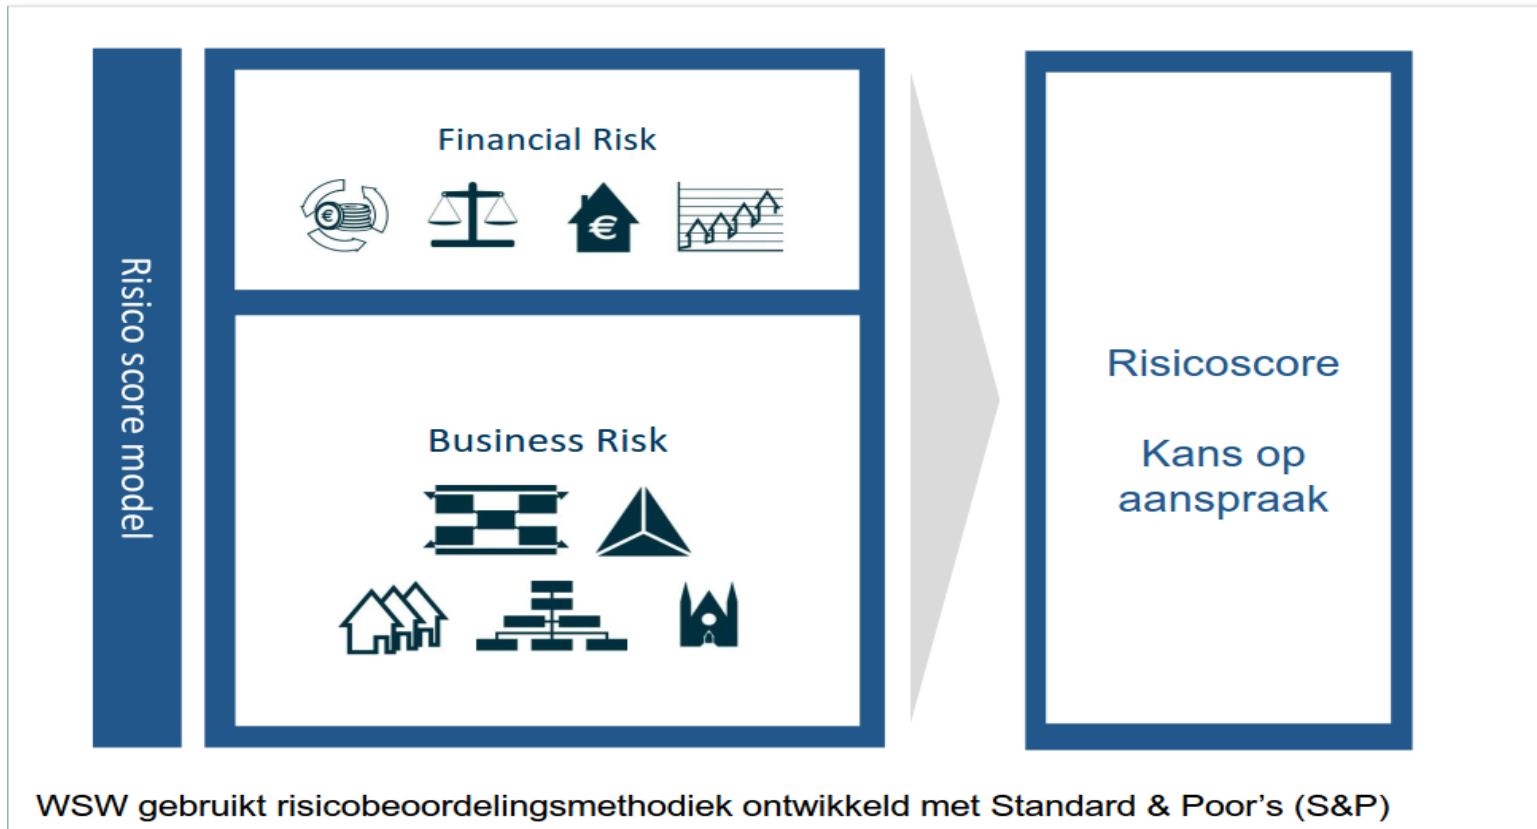 Risico score model
Financial Risk
€
€
Business Risk
Risicoscore
Kans op
aanspraak
WSW gebruikt risicobeoordelingsmethodiek ontwikkeld met Standard & Poor's (S&P)